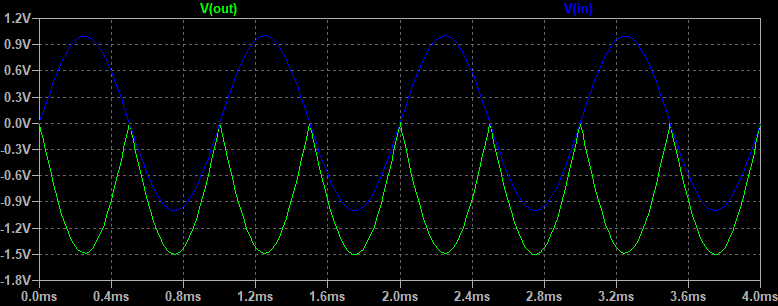 V(out) V(in)
1.2V
0.9V
0.6V
0.3V
0.0V
-0.3V
-0.6V
-0.9V
-1.2V
-1.5V
-1.8V
0.0ms 0.4ms 0.8ms 1.2ms 1.6ms 2.0ms 2.4ms 2.8ms 3.2ms 3.6ms 4.0ms